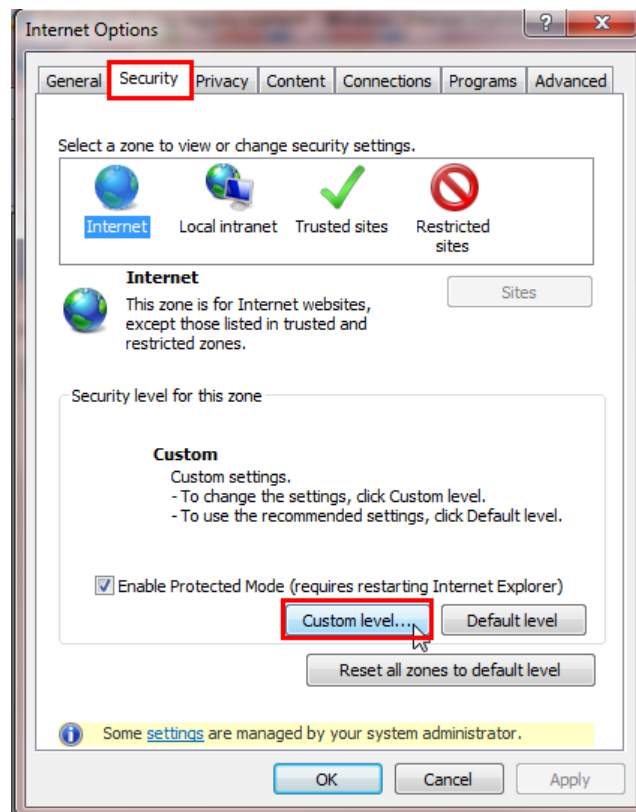 Internet Options
General Security Privacy Content Connections Programs Advanced
Select a zone to view or change security settings.
Internet Local intranet Trusted sites Restricted
sites
Internet
This zone is for Internet websites,
except those listed in trusted and
restricted zones.
Sites
Security level for this zone
Custom
Custom settings.
- To change the settings, click Custom level.
- To use the recommended settings, click Default level.
Enable Protected Mode (requires restarting Internet Explorer)
Custom level... Default level
Reset all zones to default level
Some settings are managed by your system administrator.
OK Cancel Apply